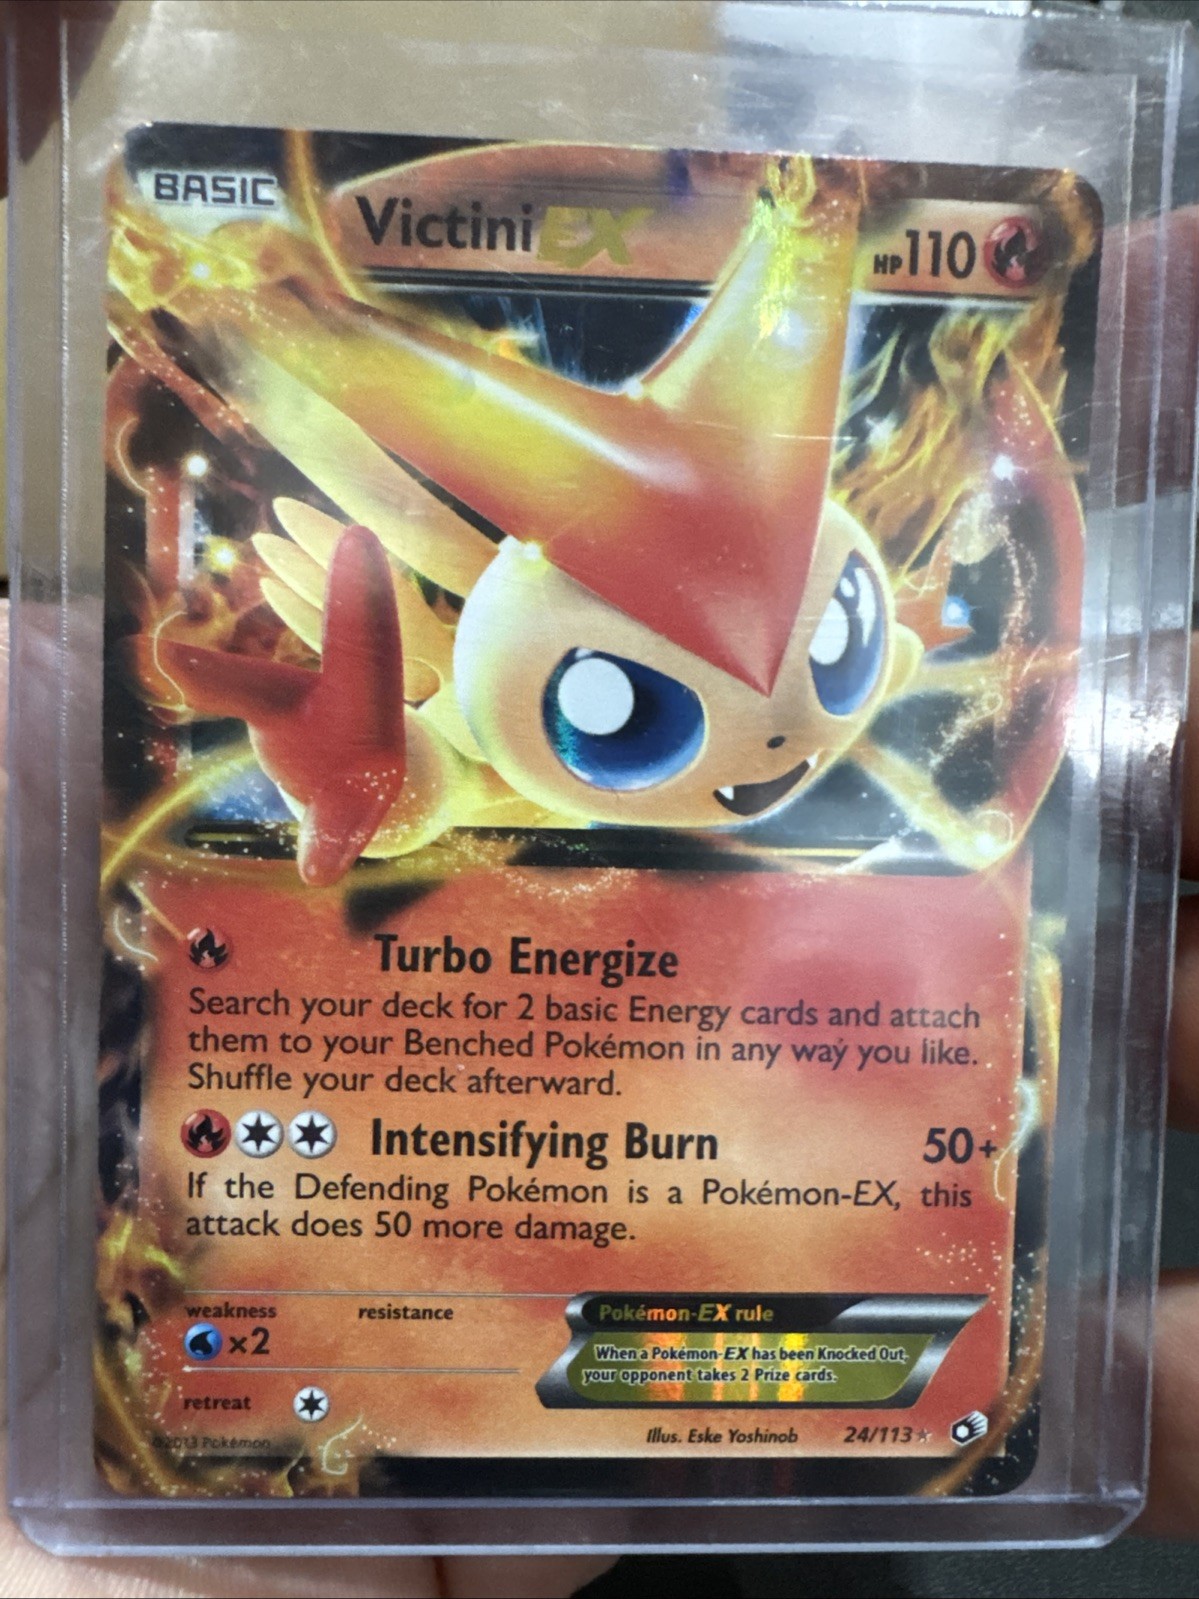 BASIC
Victini EX
HP110
Turbo Energize
Search your deck for 2 basic Energy cards and attach
them to your Benched Pokémon in any way you like.
Shuffle your deck afterward.
Intensifying Burn 50+
If the Defending Pokémon is a Pokémon-EX, this
attack does 50 more damage.
weakness resistance
×2
retreat
Pokémon-EX rule
When a Pokémon-EX has been Knocked Out,
your opponent takes 2 Prize cards.
©2013 Pokémon
Illus. Eske Yoshinob 24/113